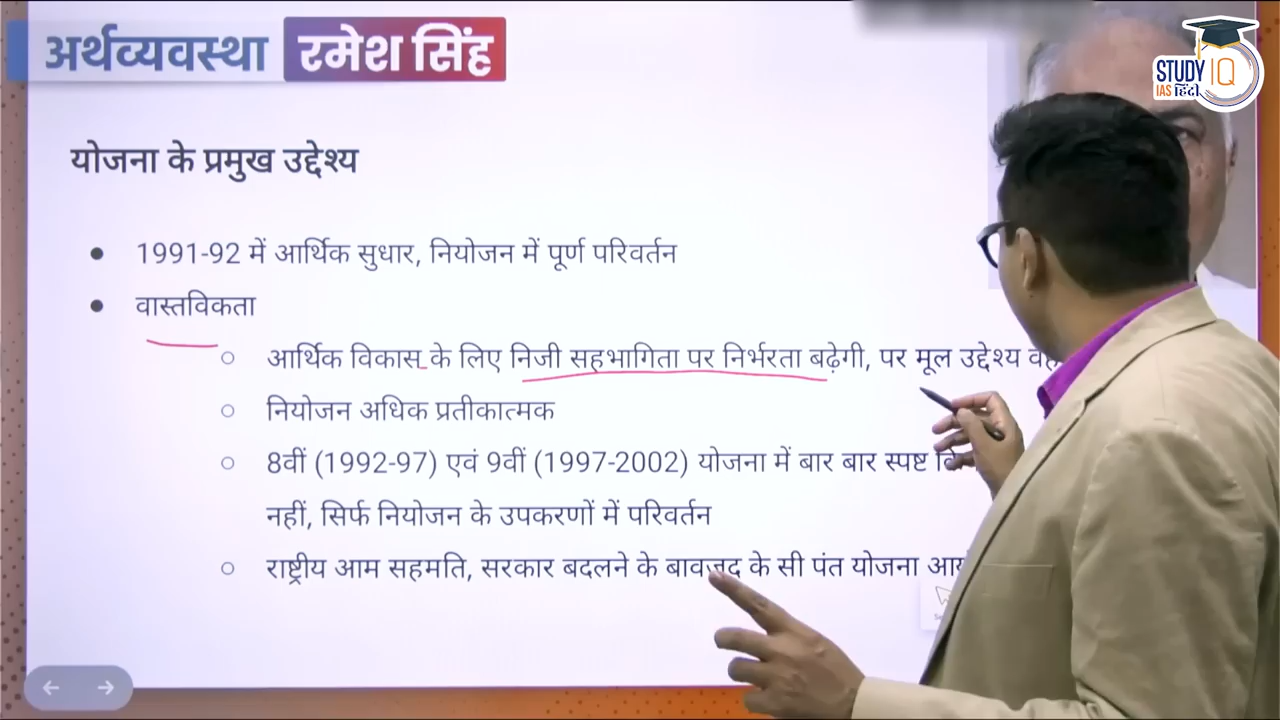 अर्थव्यवस्था रमेश सिंह
STUDY IQ
IAS हिंदी
योजना के प्रमुख उद्देश्य
1991-92 में आर्थिक सुधार, नियोजन में पूर्ण परिवर्तन
वास्तविकता
आर्थिक विकास के लिए निजी सहभागिता पर निर्भरता बढ़ेगी, पर मूल उद्देश्य
नियोजन अधिक प्रतीकात्मक
8वीं (1992-97) एवं 9वीं (1997-2002) योजना में बार बार स्पष्ट
नहीं, सिर्फ नियोजन के उपकरणों में परिवर्तन
राष्ट्रीय आम सहमति, सरकार बदलने के बावजूद के सी पंत योजना